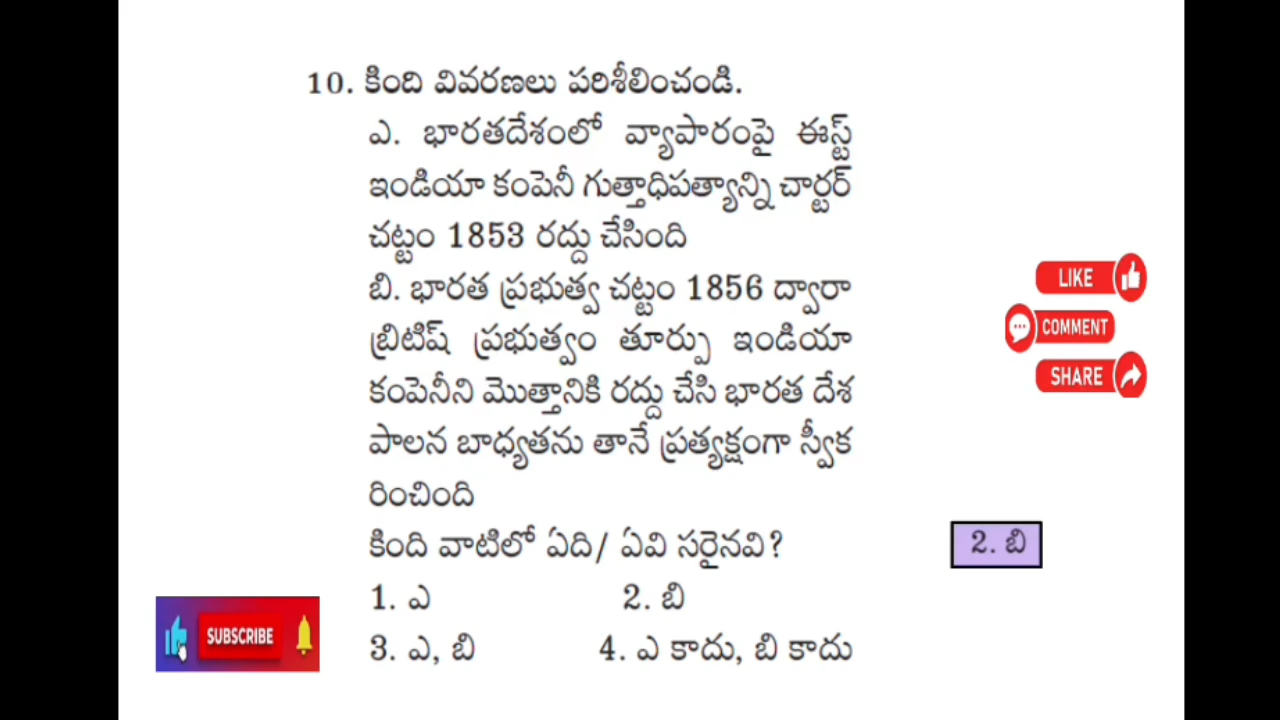 10. కింది వివరణలు పరిశీలించండి.
ఎ. భారతదేశంలో వ్యాపారంపై ఈస్ట్
ఇండియా కంపెనీ గుత్తాధిపత్యాన్ని చార్టర్
చట్టం 1853 రద్దు చేసింది
బి. భారత ప్రభుత్వ చట్టం 1856 ద్వారా
బ్రిటిష్ ప్రభుత్వం తూర్పు ఇండియా
కంపెనీని మొత్తానికి రద్దు చేసి భారత దేశ
పాలన బాధ్యతను తానే ప్రత్యక్షంగా స్వీక
రించింది
కింది వాటిలో ఏది/ ఏవి సరైనవి?
1. ఎ 2. బి
3. ఎ, బి 4. ఎ కాదు, బి కాదు
2. బి
LIKE
COMMENT
SHARE
SUBSCRIBE